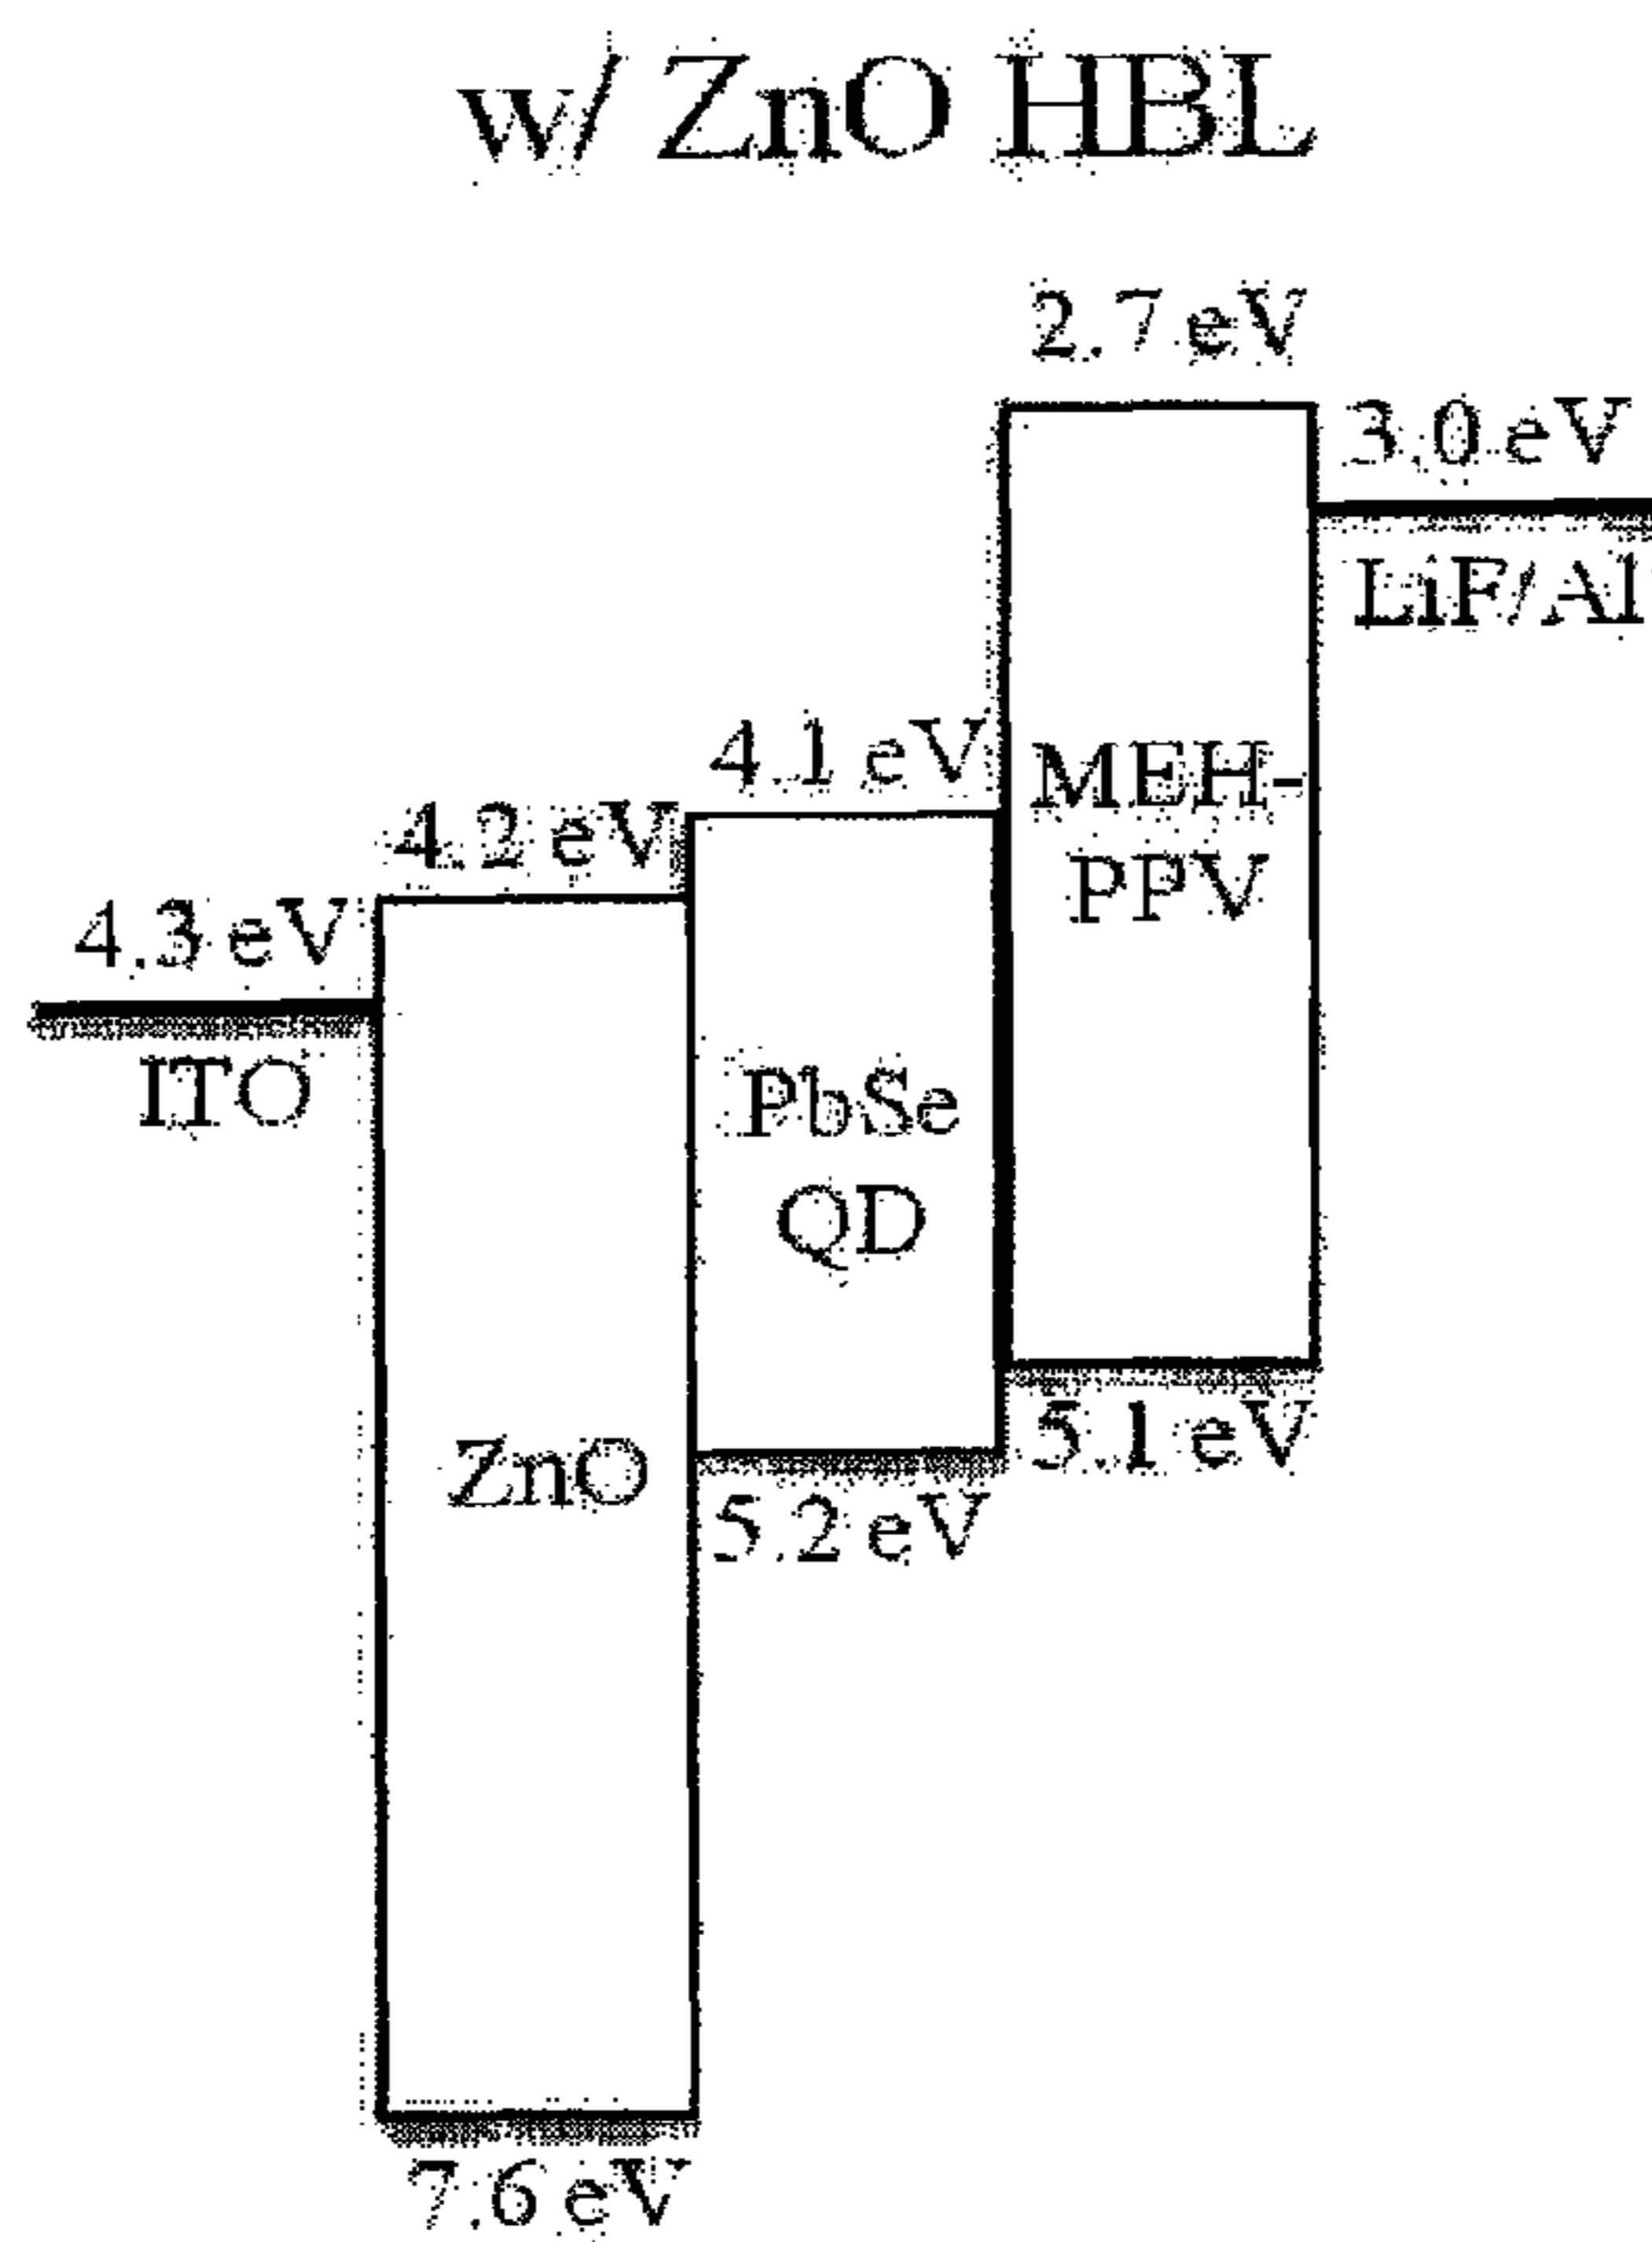 w/ ZnO HBL
2.7 eV
3.0 eV
LiF/Al
4.1 eV
MEH-
PPV
4.2 eV
4.3 eV
ITO
PbSe
QD
5.1 eV
ZnO
5.2 eV
7.6 eV